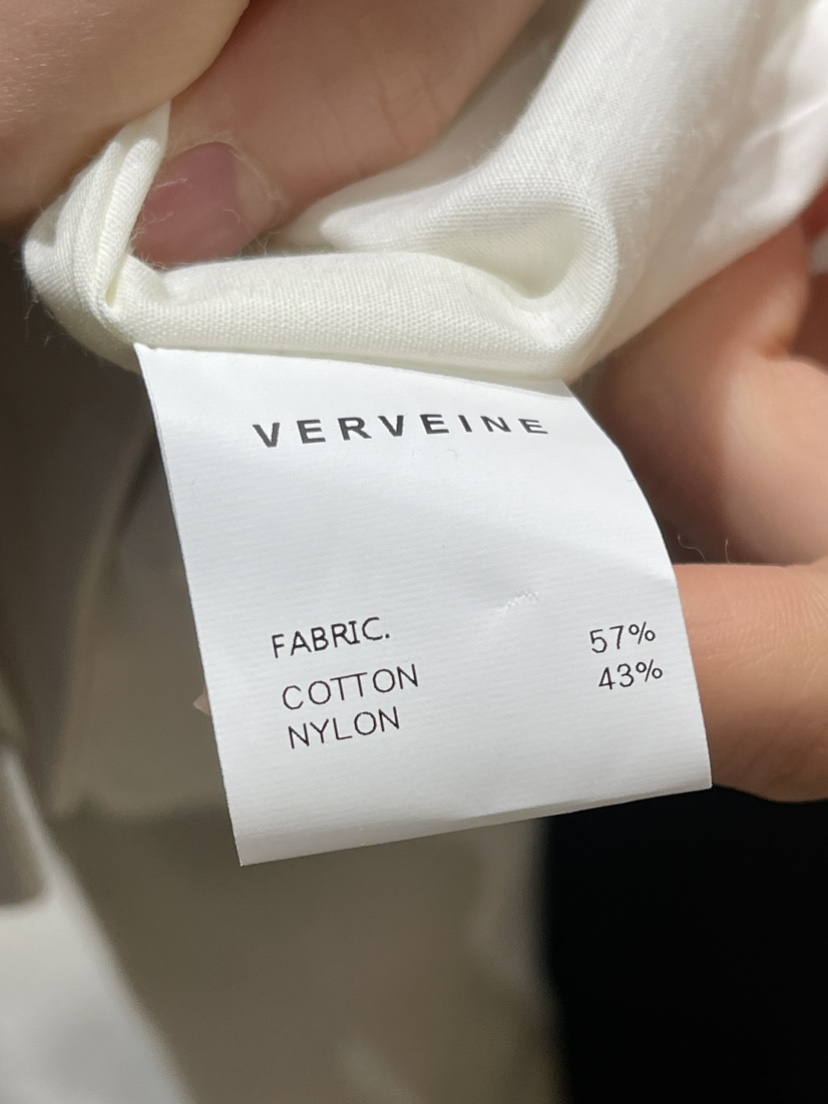 VERVEINE
FABRIC.
COTTON 57%
NYLON 43%